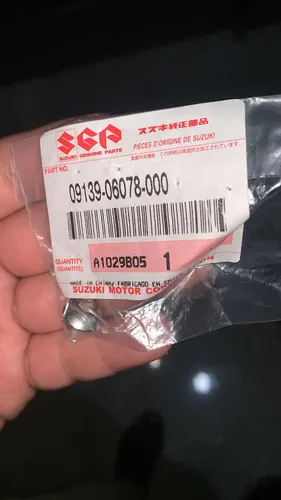 SGP スズキ純正部品
SUZUKI GENUINE PARTS PIÈCES D'ORIGINE DE SUZUKI
PART NO.
09139-06078-000
QUANTITY
(QUANTITÉ)
A1029B05 1
MADE IN CHINA/ FABRICADO EN
SUZUKI MOTOR